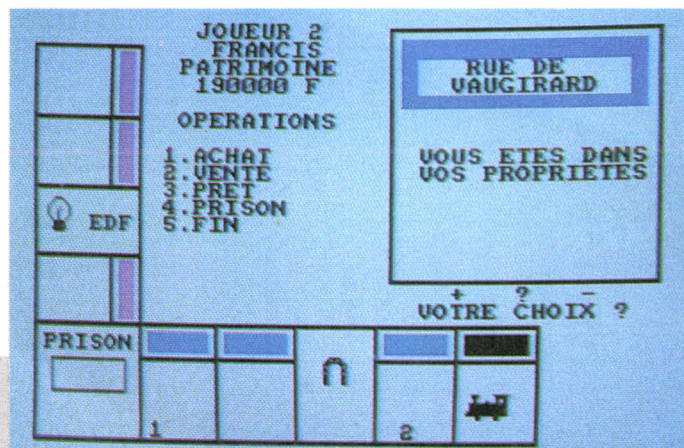 JOUEUR 2
FRANCIS
PATRIMOINE
190000 F
OPERATIONS
1.ACHAT
2.VENTE
3.PRET
4.PRISON
5.FIN
RUE DE
VAUGIRARD
VOUS ETES DANS
VOS PROPRIETES
+ ? -
VOTRE CHOIX ?
EDF
PRISON
1
2